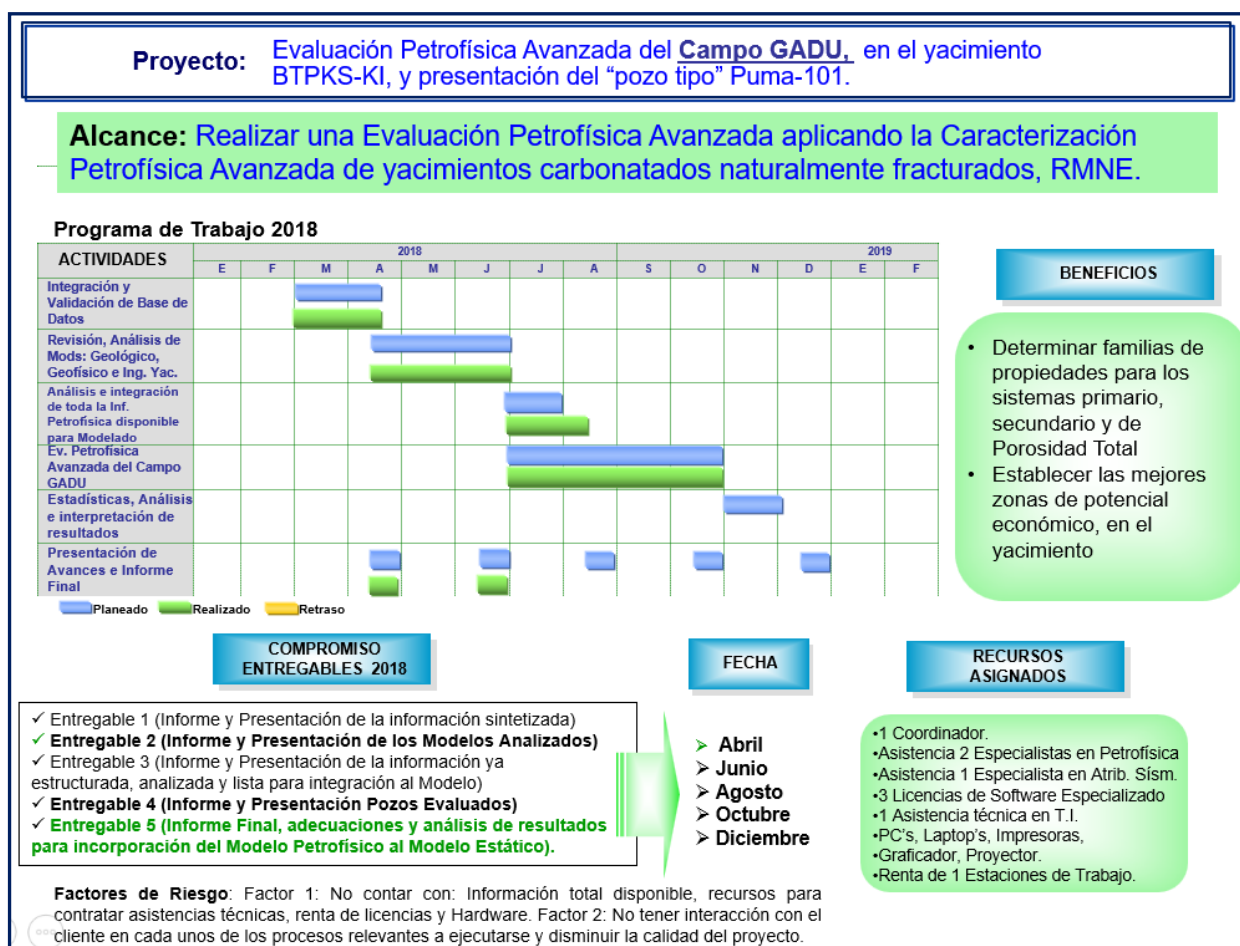 Proyecto: Evaluación Petrofísica Avanzada del Campo GADU, en el yacimiento
BTPKS-KI, y presentación del “pozo tipo” Puma-101.
Alcance: Realizar una Evaluación Petrofísica Avanzada aplicando la Caracterización
Petrofísica Avanzada de yacimientos carbonatados naturalmente fracturados, RMNE.
Programa de Trabajo 2018
ACTIVIDADES
2018
2019
E F M A M J J A S O N D E F
Integración y
Validación de Base de
Datos
Revisión, Análisis de
Mods: Geológico,
Geofísico e Ing. Yac.
Análisis e integración
de toda la Inf.
Petrofísica disponible
para Modelado
Ev. Petrofísica
Avanzada del Campo
GADU
Estadísticas, Análisis
e interpretación de
resultados
Presentación de
Avances e Informe
Final
Planeado Realizado Retraso
BENEFICIOS
• Determinar familias de
propiedades para los
sistemas primario,
secundario y de
Porosidad Total
• Establecer las mejores
zonas de potencial
económico, en el
yacimiento
COMPROMISO
ENTREGABLES 2018
✓ Entregable 1 (Informe y Presentación de la información sintetizada)
✓ Entregable 2 (Informe y Presentación de los Modelos Analizados)
✓ Entregable 3 (Informe y Presentación de la información ya
estructurada, analizada y lista para integración al Modelo)
✓ Entregable 4 (Informe y Presentación Pozos Evaluados)
✓ Entregable 5 (Informe Final, adecuaciones y análisis de resultados
para incorporación del Modelo Petrofísico al Modelo Estático).
FECHA
➢ Abril
➢ Junio
➢ Agosto
➢ Octubre
➢ Diciembre
RECURSOS
ASIGNADOS
•1 Coordinador.
•Asistencia 2 Especialistas en Petrofísica
•Asistencia 1 Especialista en Atrib. Sísm.
•3 Licencias de Software Especializado
•1 Asistencia técnica en T.I.
•PC’s, Laptop’s, Impresoras,
•Graficador, Proyector.
•Renta de 1 Estaciones de Trabajo.
Factores de Riesgo: Factor 1: No contar con: Información total disponible, recursos para
contratar asistencias técnicas, renta de licencias y Hardware. Factor 2: No tener interacción con el
cliente en cada unos de los procesos relevantes a ejecutarse y disminuir la calidad del proyecto.